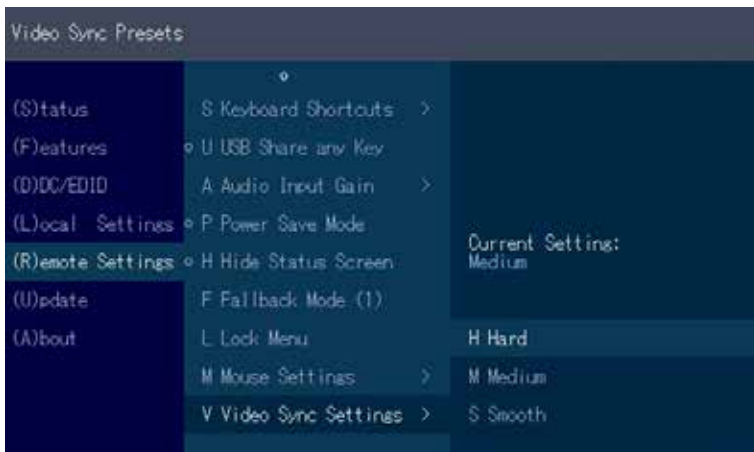 Video Sync Presets
(S)tatus
(F)eatures
(D)DC/EDID
(L)ocal Settings
(R)emote Settings
(U)pdate
(A)bout
S Keyboard Shortcuts >
U USB Share any Key
A Audio Input Gain >
P Power Save Mode
H Hide Status Screen
F Fallback Mode (1)
L Lock Menu
M Mouse Settings >
V Video Sync Settings >
Current Setting:
Medium
H Hard
M Medium
S Smooth